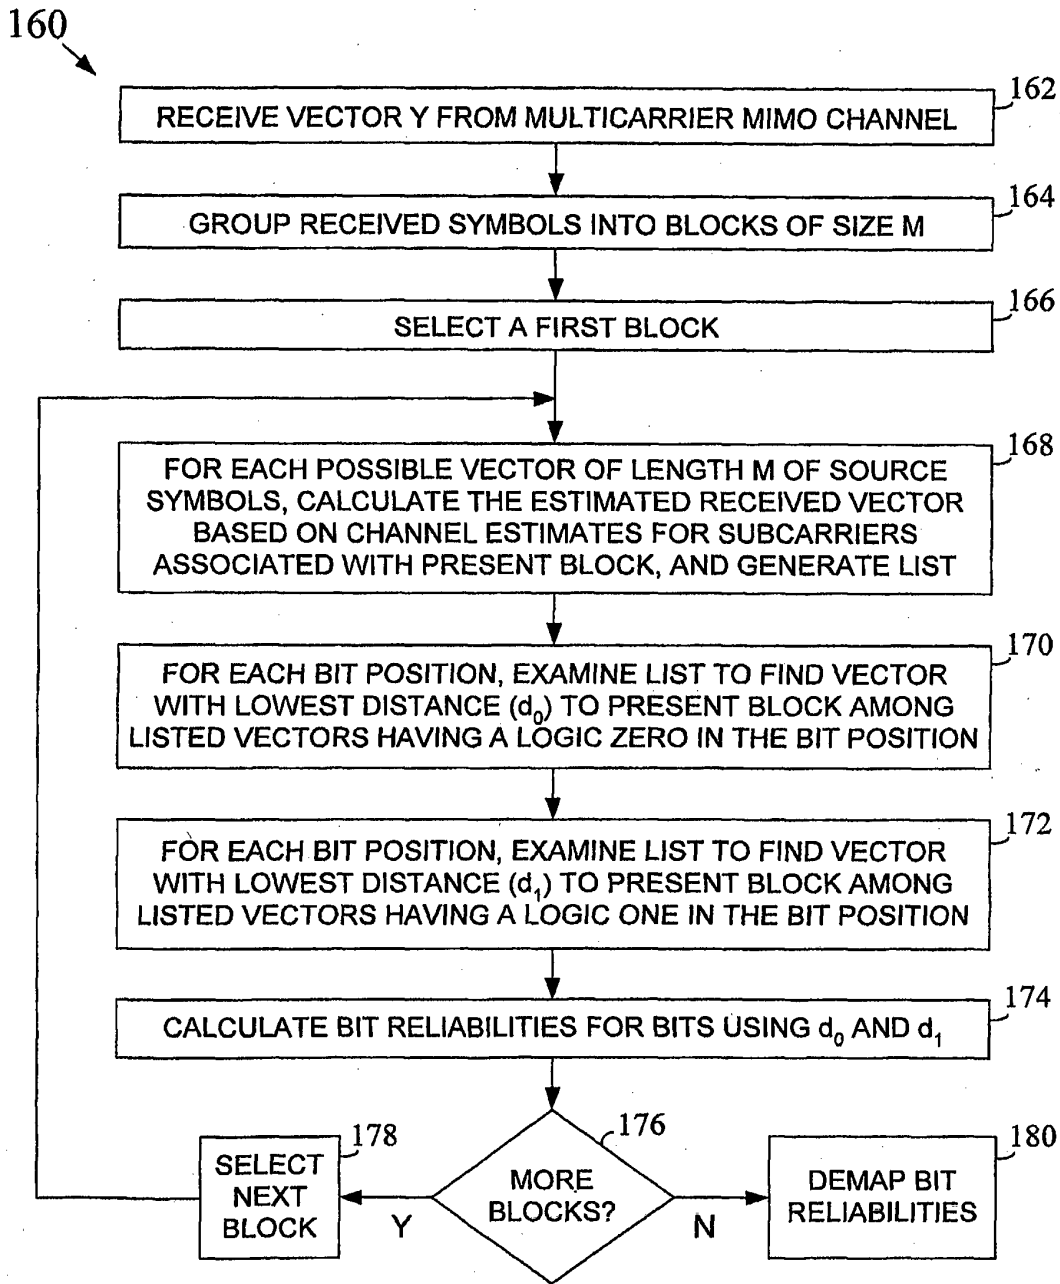 160
162
RECEIVE VECTOR Y FROM MULTICARRIER MIMO CHANNEL
164
GROUP RECEIVED SYMBOLS INTO BLOCKS OF SIZE M
166
SELECT A FIRST BLOCK
168
FOR EACH POSSIBLE VECTOR OF LENGTH M OF SOURCE
SYMBOLS, CALCULATE THE ESTIMATED RECEIVED VECTOR
BASED ON CHANNEL ESTIMATES FOR SUBCARRIERS
ASSOCIATED WITH PRESENT BLOCK, AND GENERATE LIST
170
FOR EACH BIT POSITION, EXAMINE LIST TO FIND VECTOR
WITH LOWEST DISTANCE (d₀) TO PRESENT BLOCK AMONG
LISTED VECTORS HAVING A LOGIC ZERO IN THE BIT POSITION
172
FOR EACH BIT POSITION, EXAMINE LIST TO FIND VECTOR
WITH LOWEST DISTANCE (d₁) TO PRESENT BLOCK AMONG
LISTED VECTORS HAVING A LOGIC ONE IN THE BIT POSITION
174
CALCULATE BIT RELIABILITIES FOR BITS USING d₀ AND d₁
176
MORE
BLOCKS?
Y
N
178
SELECT
NEXT
BLOCK
180
DEMAP BIT
RELIABILITIES